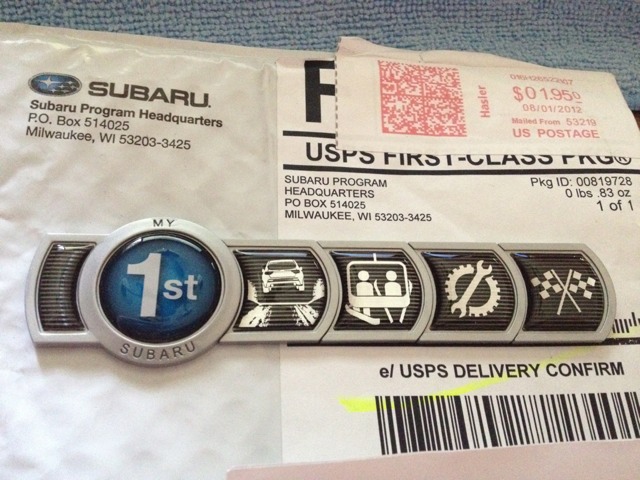 SUBARU.
Subaru Program Headquarters
P.O. Box 514025
Milwaukee, WI 53203-3425
Hasler
$01.95⁰
08/01/2012
Mailed From 53219
US POSTAGE
USPS FIRST-CLASS PKG®
SUBARU PROGRAM
HEADQUARTERS
PO BOX 514025
MILWAUKEE, WI 53203-3425
Pkg ID: 00819728
0 lbs .83 oz
1 of 1
MY
1st
SUBARU
e/ USPS DELIVERY CONFIRM